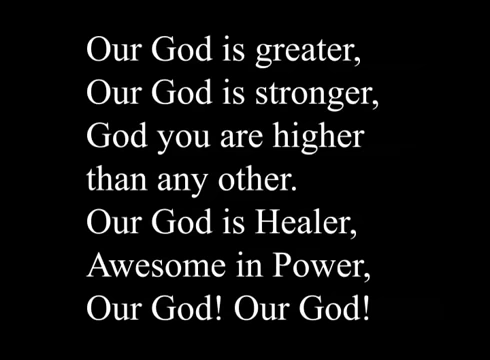 Our God is greater,
Our God is stronger,
God you are higher
than any other.
Our God is Healer,
Awesome in Power,
Our God! Our God!